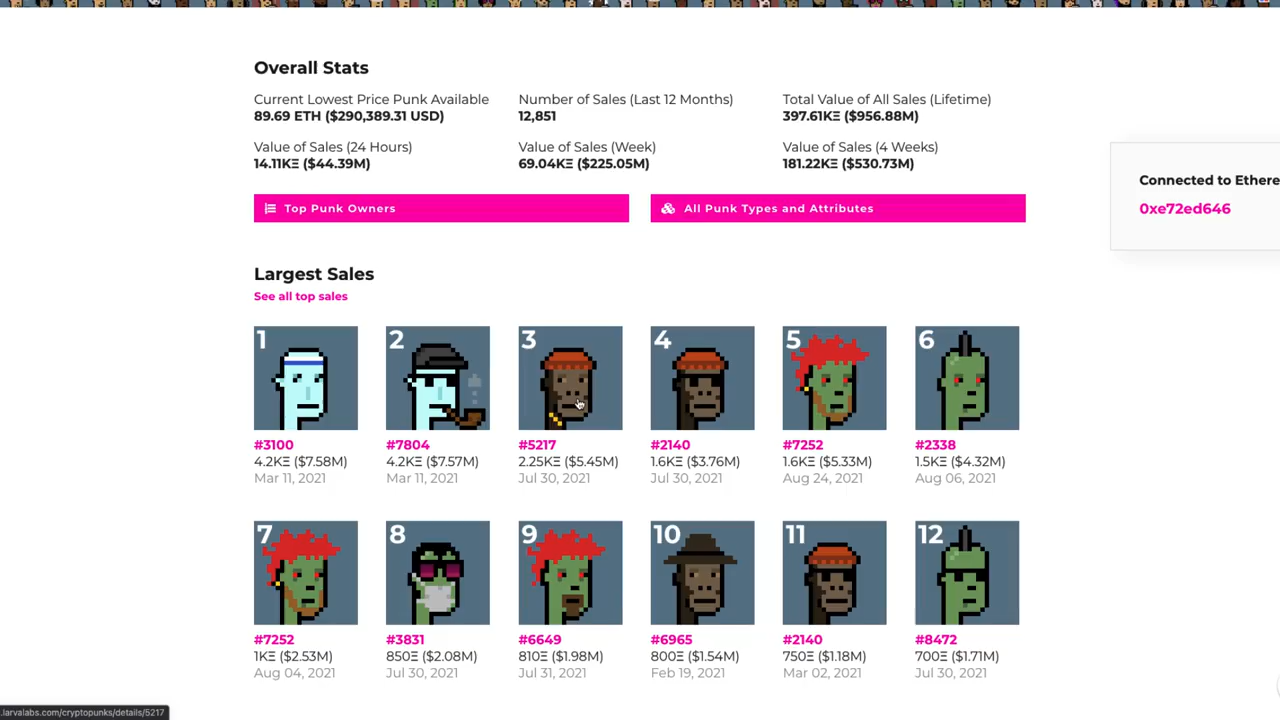 Overall Stats
Current Lowest Price Punk Available
89.69 ETH ($290,389.31 USD)
Number of Sales (Last 12 Months)
12,851
Total Value of All Sales (Lifetime)
397.61KΞ ($956.88M)
Value of Sales (24 Hours)
14.11KΞ ($44.39M)
Value of Sales (Week)
69.04KΞ ($225.05M)
Value of Sales (4 Weeks)
181.22KΞ ($530.73M)
Connected to Ethere
0xe72ed646
Top Punk Owners
All Punk Types and Attributes
Largest Sales
See all top sales
1
#3100
4.2KΞ ($7.58M)
Mar 11, 2021
2
#7804
4.2KΞ ($7.57M)
Mar 11, 2021
3
#5217
2.25KΞ ($5.45M)
Jul 30, 2021
4
#2140
1.6KΞ ($3.76M)
Jul 30, 2021
5
#7252
1.6KΞ ($5.33M)
Aug 24, 2021
6
#2338
1.5KΞ ($4.32M)
Aug 06, 2021
7
#7252
1KΞ ($2.53M)
Aug 04, 2021
8
#3831
850Ξ ($2.08M)
Jul 30, 2021
9
#6649
810Ξ ($1.98M)
Jul 31, 2021
10
#6965
800Ξ ($1.54M)
Feb 19, 2021
11
#2140
750Ξ ($1.18M)
Mar 02, 2021
12
#8472
700Ξ ($1.71M)
Jul 30, 2021
.larvalabs.com/cryptopunks/details/5217